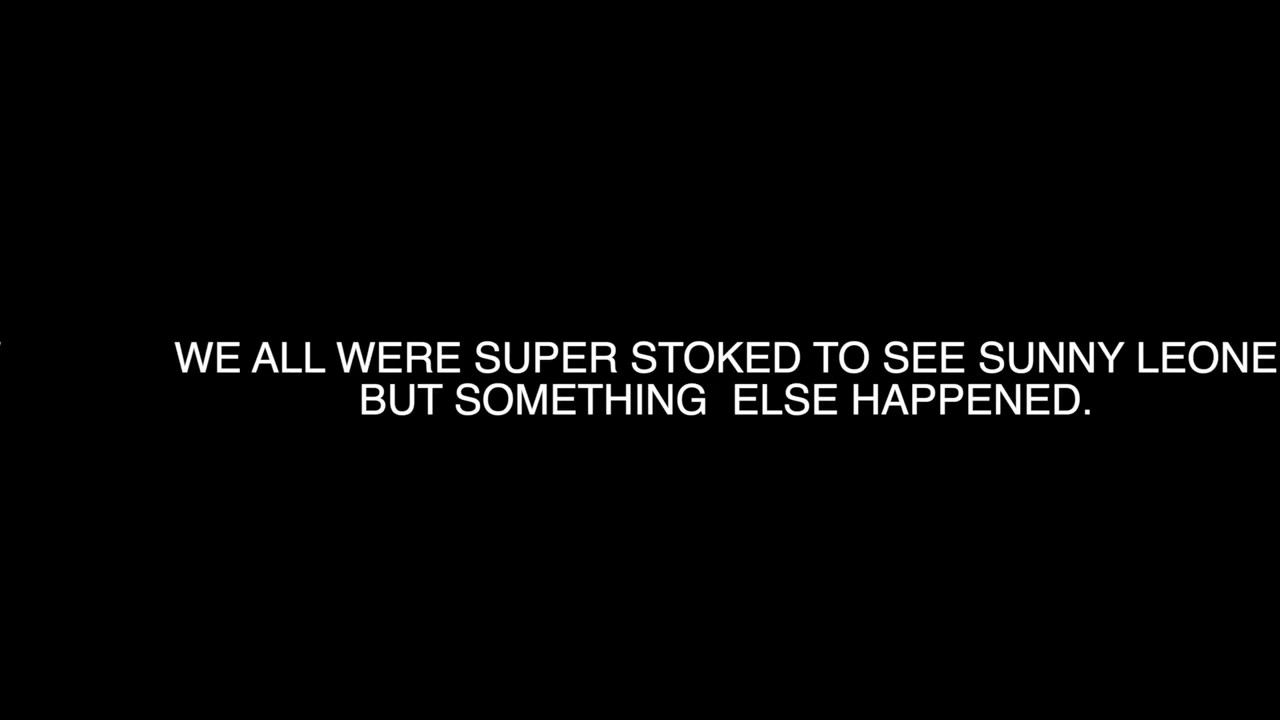 WE ALL WERE SUPER STOKED TO SEE SUNNY LEONE
BUT SOMETHING  ELSE HAPPENED.